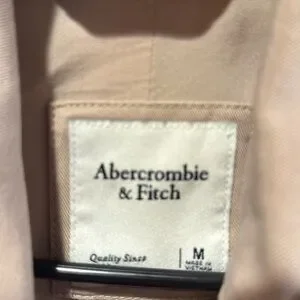 Abercrombie
& Fitch
Quality Since
M
MADE IN
VIETNAM